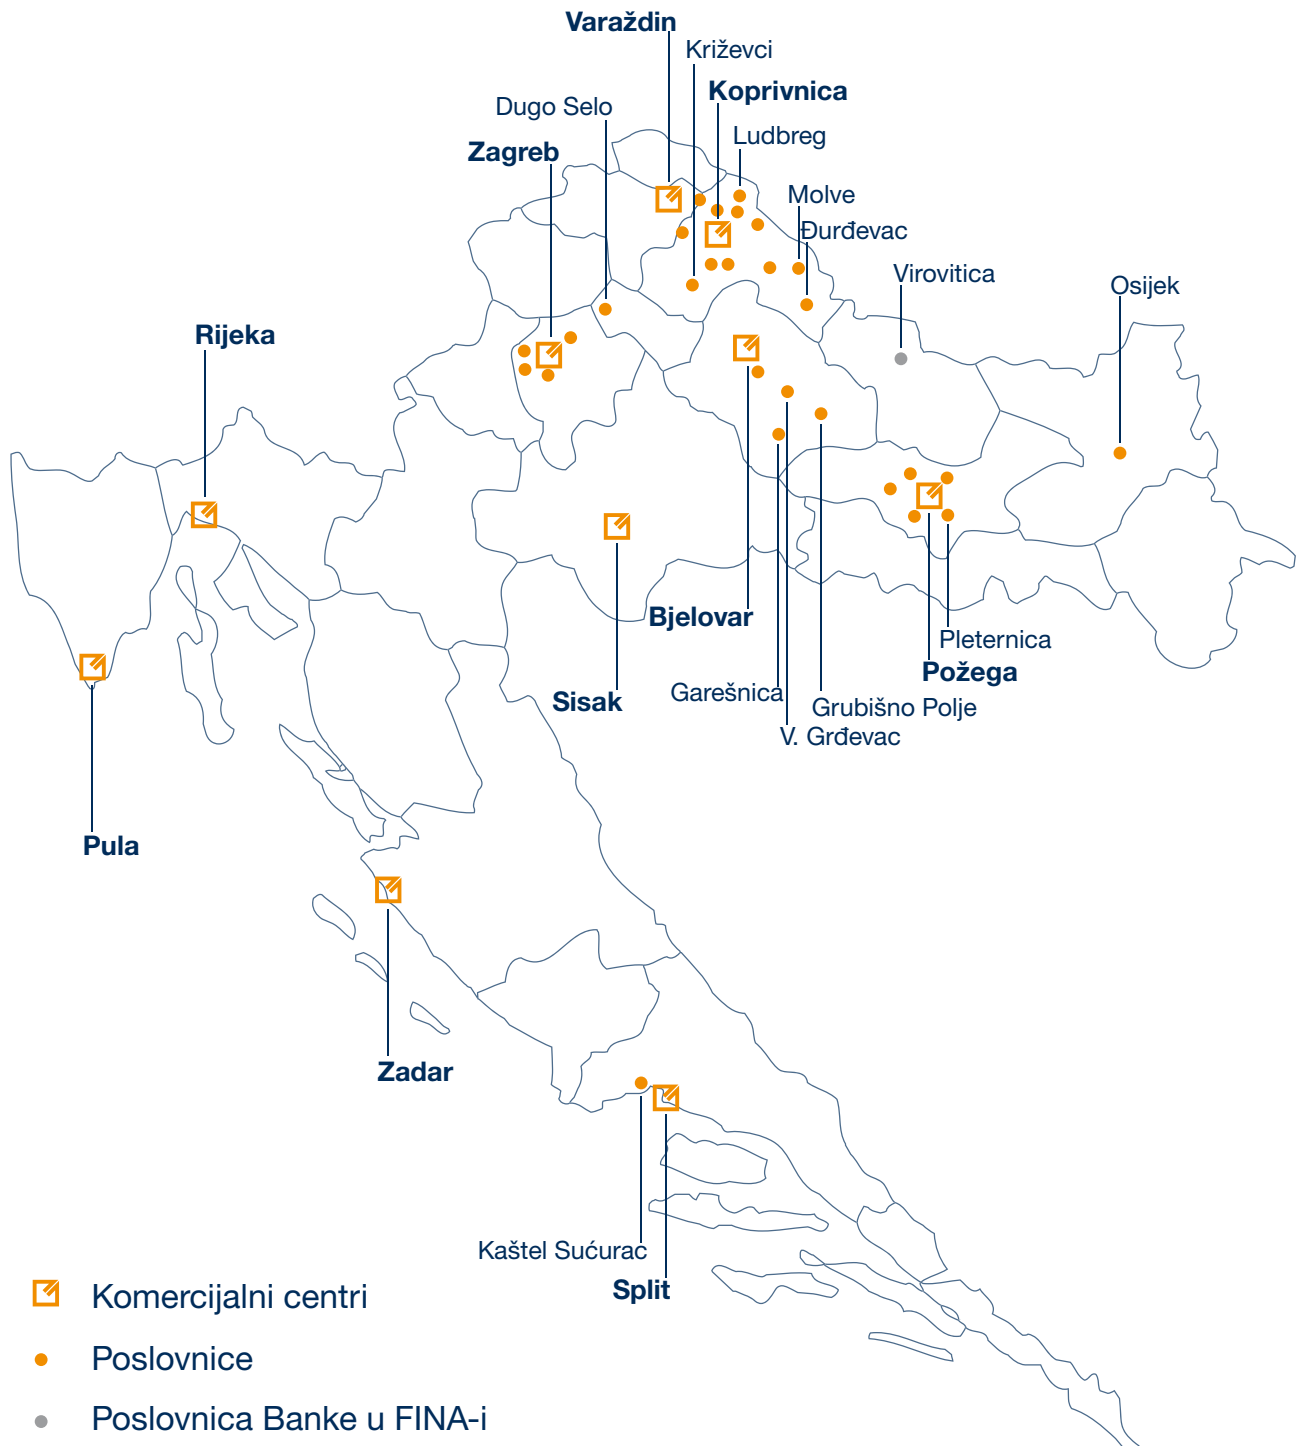 Varaždin
Križevci
Koprivnica
Dugo Selo
Ludbreg
Zagreb
Molve
Đurđevac
Virovitica
Osijek
Rijeka
Bjelovar
Pleternica
Požega
Garešnica
Sisak
Grubišno Polje
V. Grđevac
Pula
Zadar
Kaštel Sućurac
Split
Komercijalni centri
Poslovnice
Poslovnica Banke u FINA-i